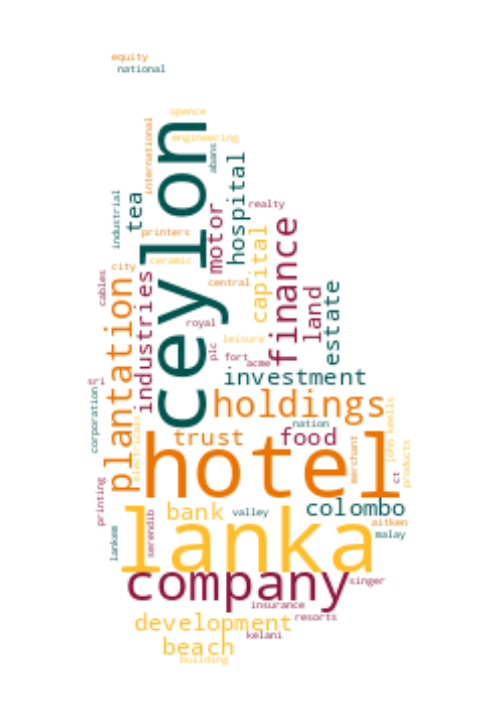 equity
national
spence
engineering
international
abans
ceylon
hospital
tea
industrial
motor
realty
printers
capital
finance
ceramic
city
central
cables
plantation
industries
land
estate
royal
leisure
plc
fort
acme
investment
sri
holdings
corporation
electricals
trust
food
nation
merchant
john keells
products
ct
hotel
printing
bank
valley
colombo
aitken
malay
lankem
serendib
lanka
company
singer
insurance
resorts
development
kelani
beach
building